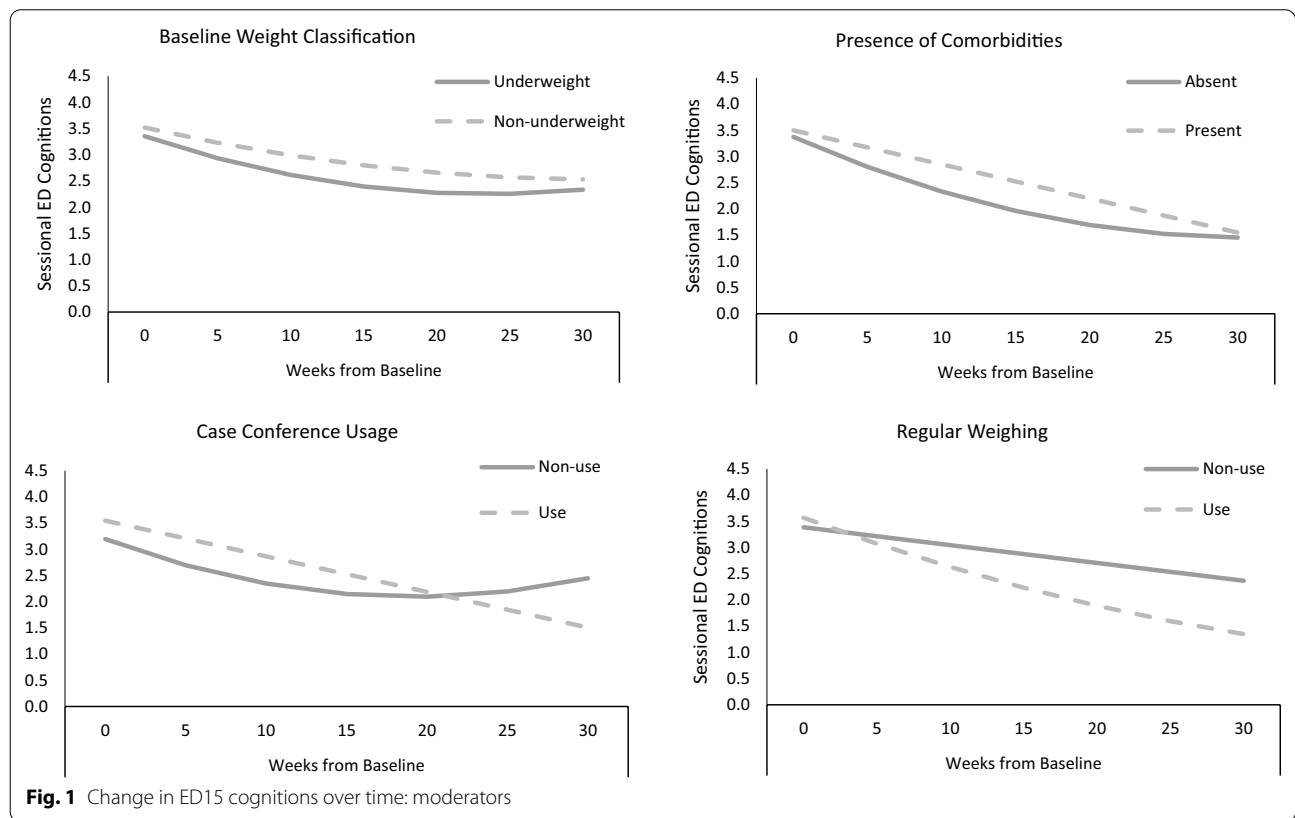 Baseline Weight Classification
Sessional ED Cognitions
4.5
4.0
3.5
3.0
2.5
2.0
1.5
1.0
0.5
0.0
Underweight
Non-underweight
0 5 10 15 20 25 30
Weeks from Baseline
Presence of Comorbidities
Sessional ED Cognitions
4.5
4.0
3.5
3.0
2.5
2.0
1.5
1.0
0.5
0.0
Absent
Present
0 5 10 15 20 25 30
Weeks from Baseline
Case Conference Usage
Sessional ED Cognitions
4.5
4.0
3.5
3.0
2.5
2.0
1.5
1.0
0.5
0.0
Non-use
Use
0 5 10 15 20 25 30
Weeks from Baseline
Regular Weighing
Sessional ED Cognitions
4.5
4.0
3.5
3.0
2.5
2.0
1.5
1.0
0.5
0.0
Non-use
Use
0 5 10 15 20 25 30
Weeks from Baseline
Fig. 1 Change in ED15 cognitions over time: moderators